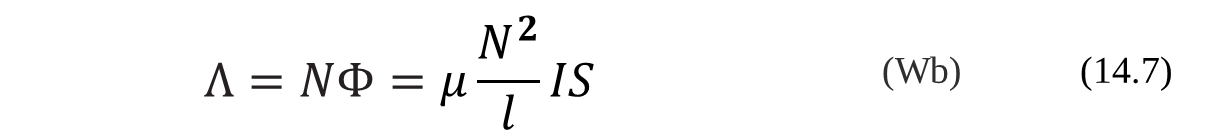 Λ = NΦ = μ N² / l IS (Wb) (14.7)